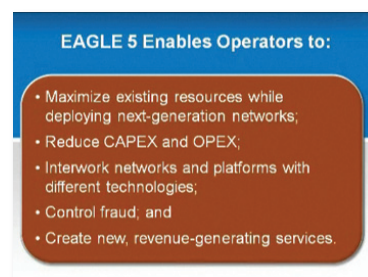 EAGLE 5 Enables Operators to:
• Maximize existing resources while
deploying next-generation networks;
• Reduce CAPEX and OPEX;
• Interwork networks and platforms with
different technologies;
• Control fraud; and
• Create new, revenue-generating services.